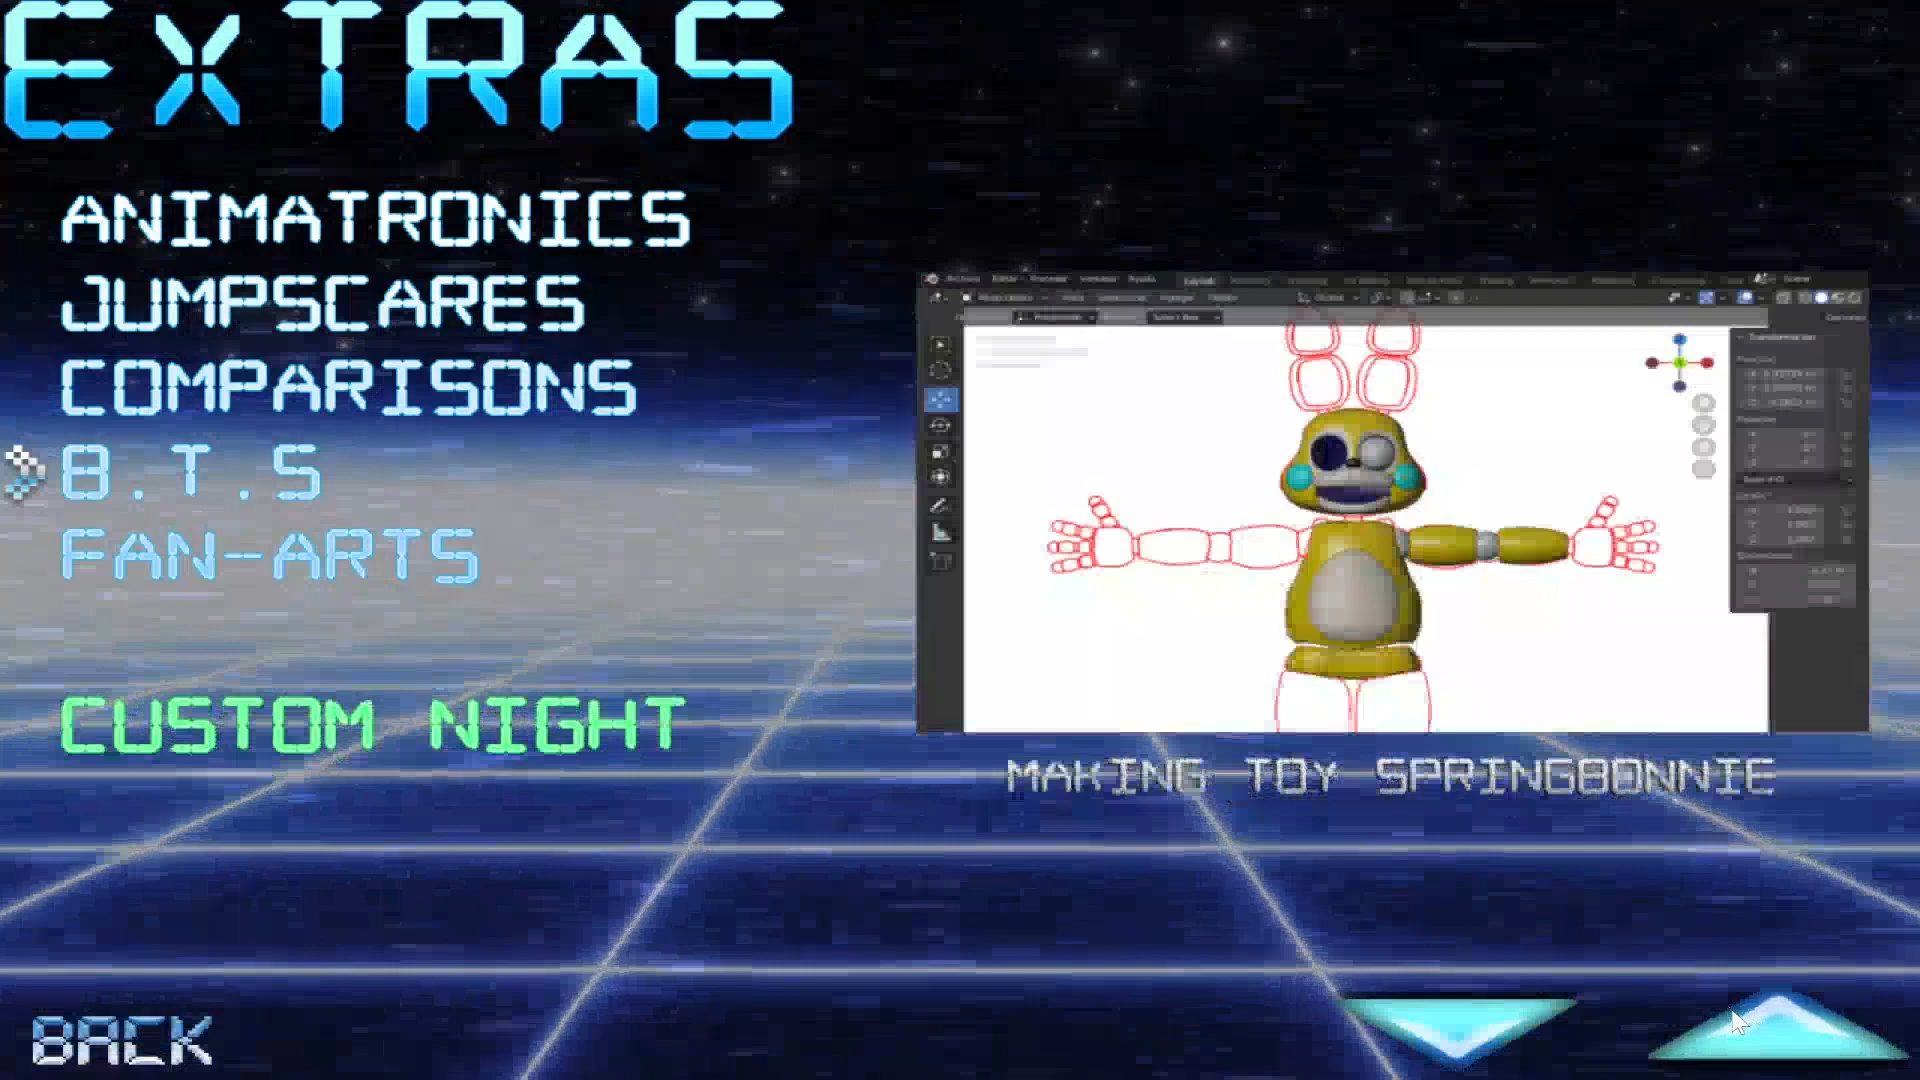 EXTRAS
ANIMATRONICS
JUMPSCARES
COMPARISONS
B.T.S
FAN-ARTS
CUSTOM NIGHT
MAKING TOY SPRINGBONNIE
BACK